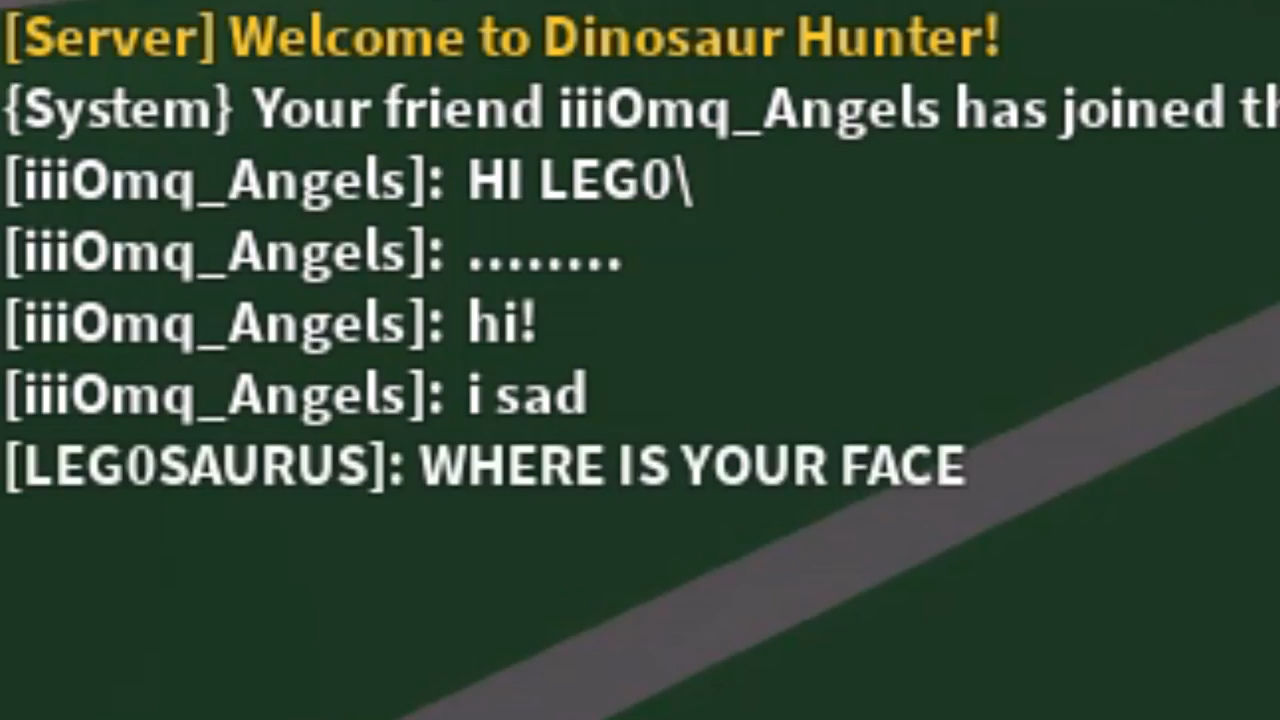 [Server] Welcome to Dinosaur Hunter!
{System} Your friend iiiOmq_Angels has joined th
[iiiOmq_Angels]: HI LEG0\
[iiiOmq_Angels]: ........
[iiiOmq_Angels]: hi!
[iiiOmq_Angels]: i sad
[LEG0SAURUS]: WHERE IS YOUR FACE